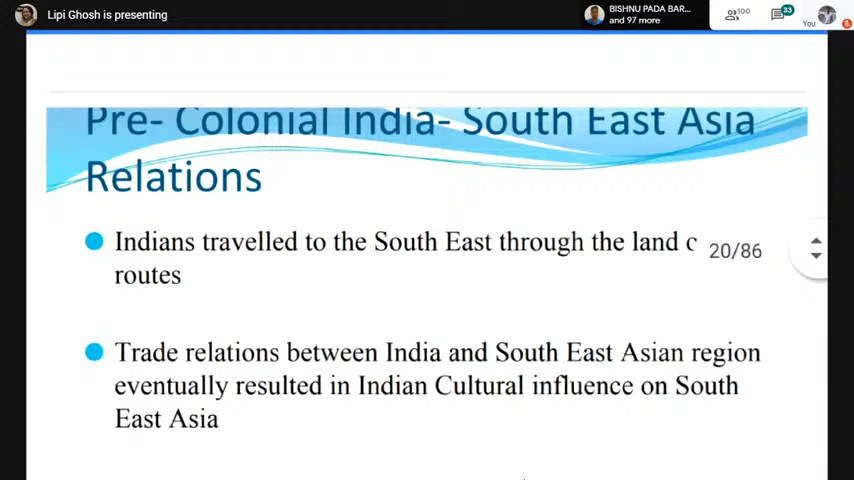 Lipi Ghosh is presenting
BISHNU PADA BAR...
and 97 more
100
33
You
Pre- Colonial India- South East Asia
Relations
Indians travelled to the South East through the land
20/86
routes
Trade relations between India and South East Asian region
eventually resulted in Indian Cultural influence on South
East Asia